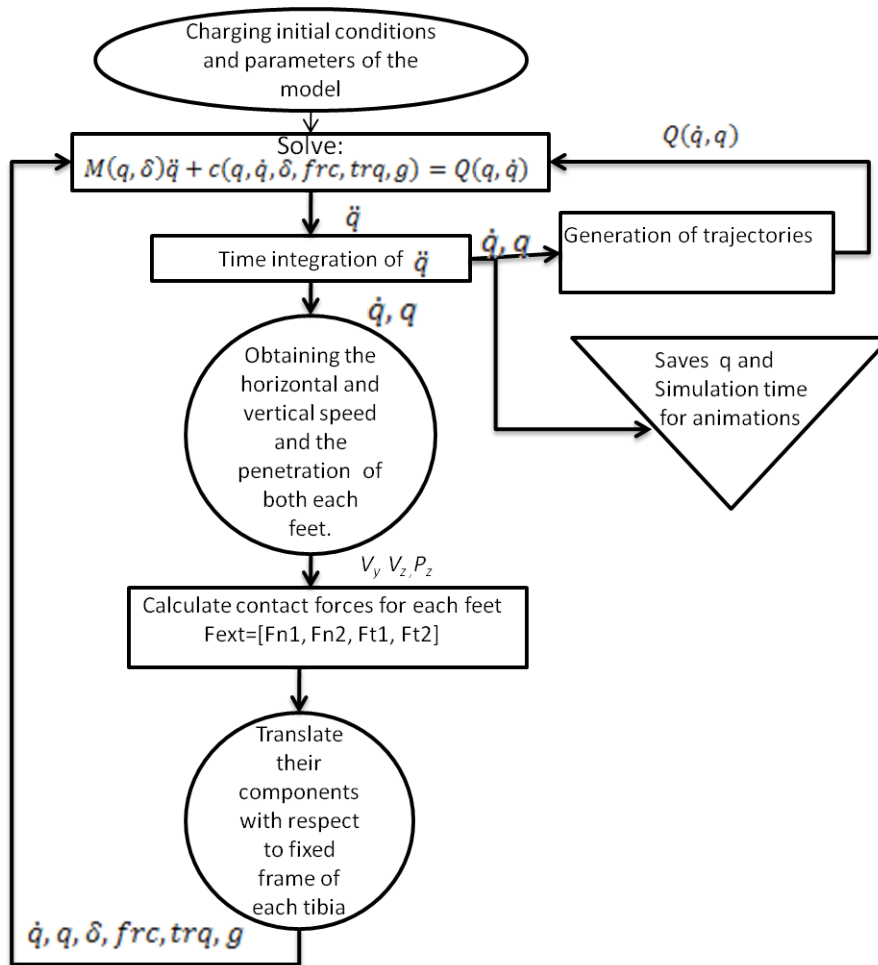 Charging initial conditions
and parameters of the
model
Solve:
M(q, δ)q̈ + c(q, q̇, δ, frc, trq, g) = Q(q, q̇)
Q(q̇, q)
q̈
Time integration of q̈
q̇, q
Generation of trajectories
q̇, q
Obtaining the
horizontal and
vertical speed
and the
penetration of
both each
feet.
Saves q and
Simulation time
for animations
V_y V_z, P_z
Calculate contact forces for each feet
Fext=[Fn1, Fn2, Ft1, Ft2]
Translate
their
components
with respect
to fixed
frame of
each tibia
q̇, q, δ, frc, trq, g